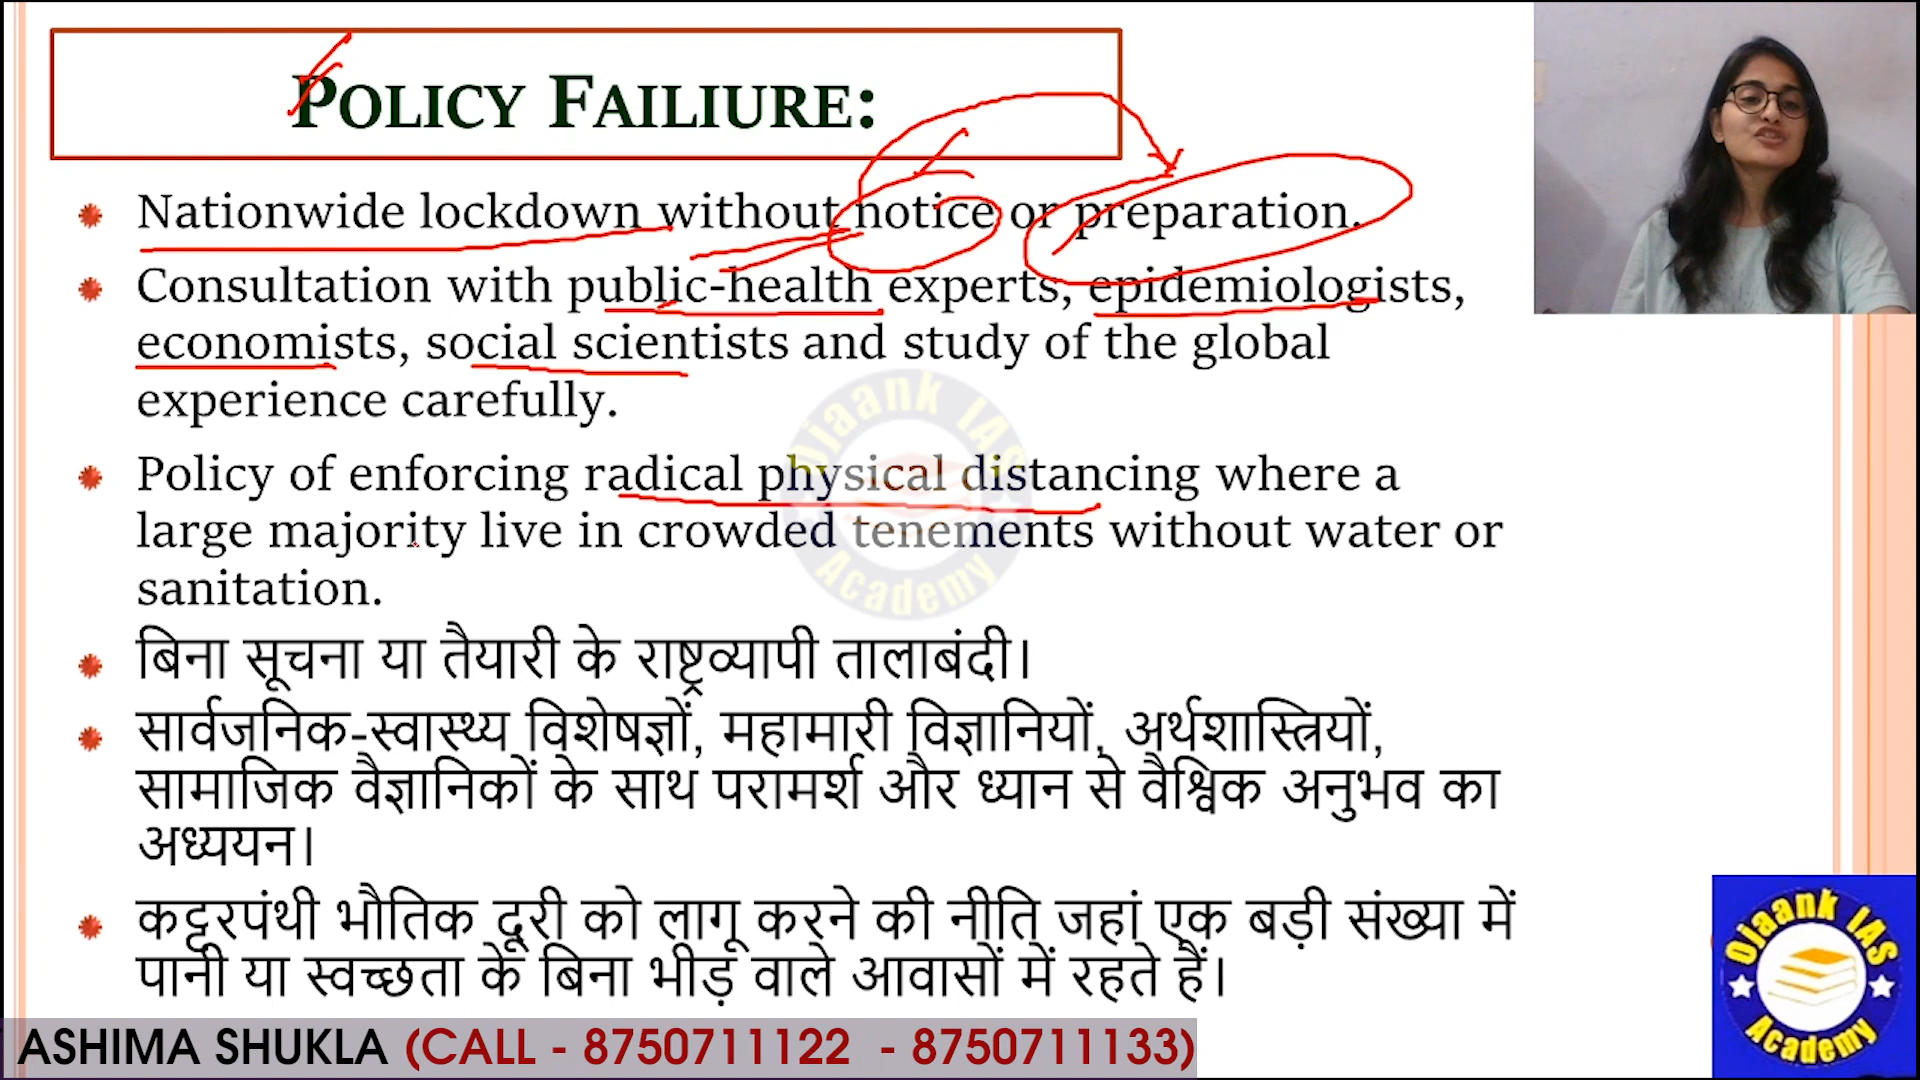 POLICY FAILIURE:
Nationwide lockdown without notice or preparation.
Consultation with public-health experts, epidemiologists,
economists, social scientists and study of the global
experience carefully.
Policy of enforcing radical physical distancing where a
large majority live in crowded tenements without water or
sanitation.
बिना सूचना या तैयारी के राष्ट्रव्यापी तालाबंदी।
सार्वजनिक-स्वास्थ्य विशेषज्ञों, महामारी विज्ञानियों, अर्थशास्त्रियों,
सामाजिक वैज्ञानिकों के साथ परामर्श और ध्यान से वैश्विक अनुभव का
अध्ययन।
कट्टरपंथी भौतिक दूरी को लागू करने की नीति जहां एक बड़ी संख्या में
पानी या स्वच्छता के बिना भीड़ वाले आवासों में रहते हैं।
Ojaank IAS
Academy
ASHIMA SHUKLA (CALL - 8750711122 - 8750711133)
Ojaank IAS
Academy